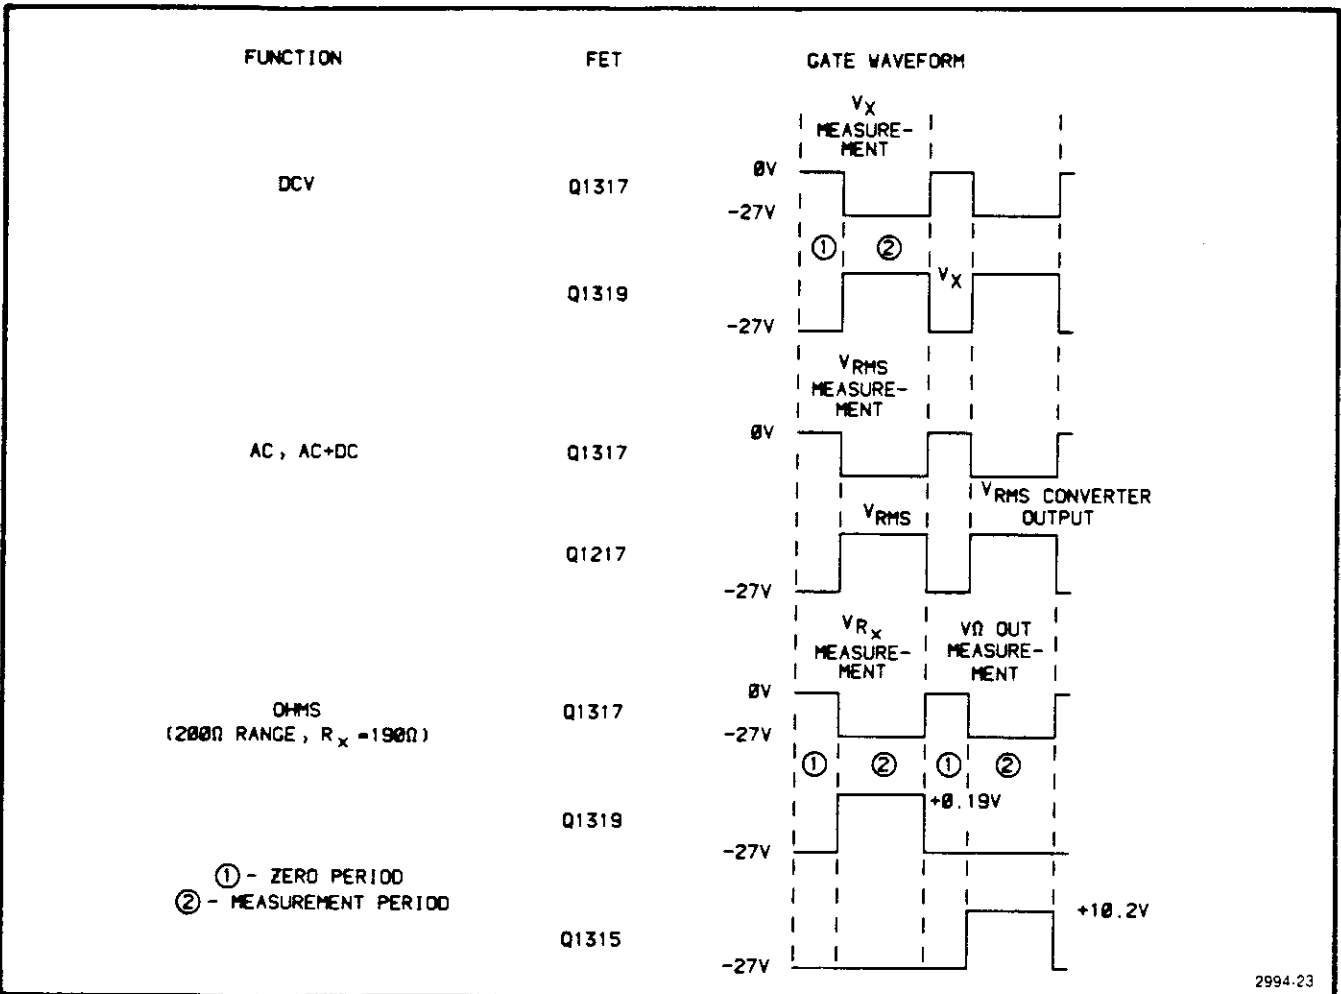 FUNCTION FET GATE WAVEFORM
VX
MEASURE-
MENT
0V
DCV Q1317
-27V
① ②
VX
Q1319
-27V
VRMS
MEASURE-
MENT
0V
AC, AC+DC Q1317
VRMS CONVERTER
OUTPUT
VRMS
Q1217
-27V
VRx
MEASURE-
MENT
VΩ OUT
MEASURE-
MENT
0V
OHMS
(200Ω RANGE, Rx =190Ω)
Q1317
-27V
① ② ① ②
+0.19V
Q1319
-27V
① - ZERO PERIOD
② - MEASUREMENT PERIOD
+10.2V
Q1315
-27V
2994-23